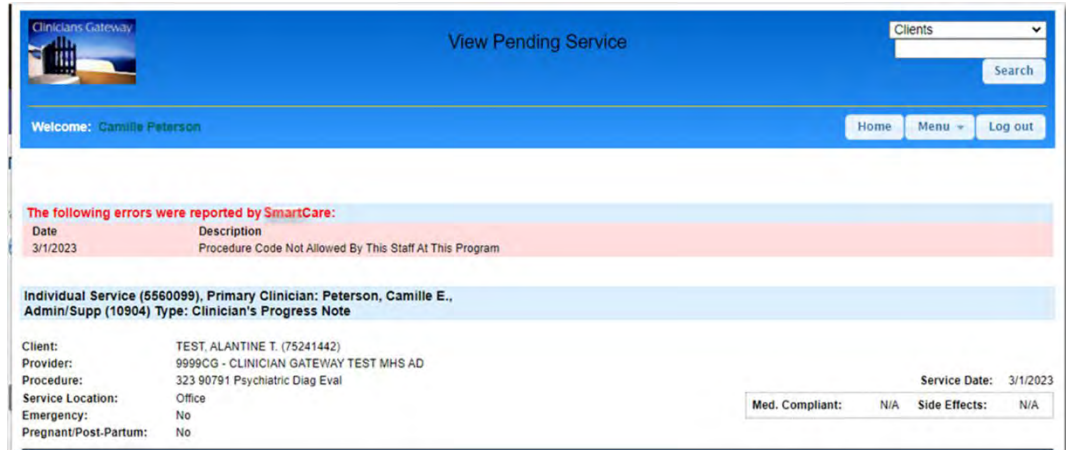 Clinicians Gateway
View Pending Service
Clients
Search
Welcome: Camille Peterson
Home Menu Log out
The following errors were reported by SmartCare:
Date Description
3/1/2023 Procedure Code Not Allowed By This Staff At This Program
Individual Service (5560099), Primary Clinician: Peterson, Camille E.,
Admin/Supp (10904) Type: Clinician's Progress Note
Client: TEST, ALANTINE T. (75241442)
Provider: 9999CG - CLINICIAN GATEWAY TEST MHS AD
Procedure: 323 90791 Psychiatric Diag Eval Service Date: 3/1/2023
Service Location: Office
Med. Compliant: N/A Side Effects: N/A
Emergency: No
Pregnant/Post-Partum: No